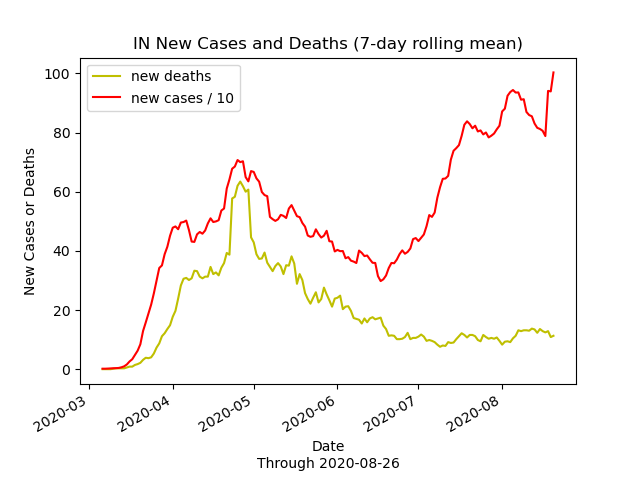 IN New Cases and Deaths (7-day rolling mean)
new deaths
new cases / 10
New Cases or Deaths
100
80
60
40
20
0
2020-03
2020-04
2020-05
2020-06
2020-07
2020-08
Date
Through 2020-08-26